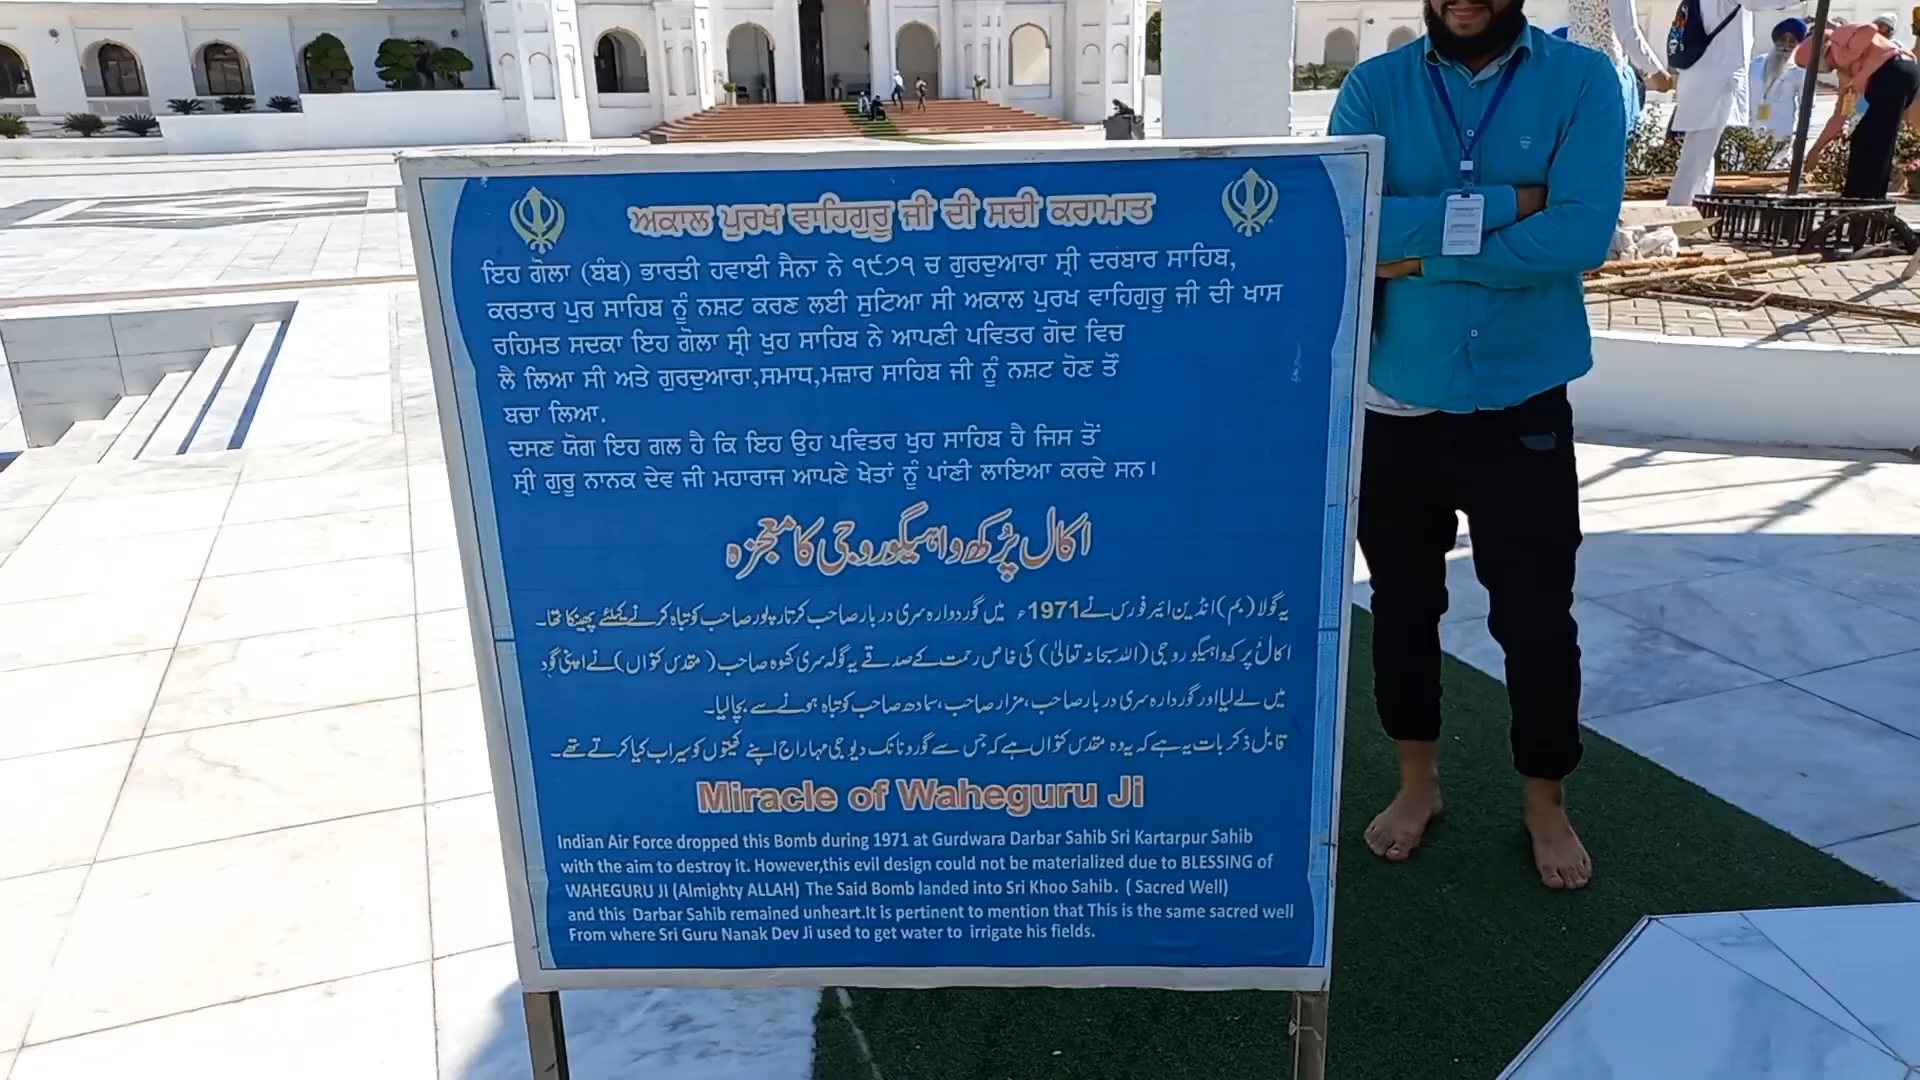 ਅਕਾਲ ਪੁਰਖ ਵਾਹਿਗੁਰੂ ਜੀ ਦੀ ਸਚੀ ਕਰਾਮਾਤ
ਇਹ ਗੋਲਾ (ਬੰਬ) ਭਾਰਤੀ ਹਵਾਈ ਸੈਨਾ ਨੇ ੧੯੭੧ ਚ ਗੁਰਦੁਆਰਾ ਸ੍ਰੀ ਦਰਬਾਰ ਸਾਹਿਬ,
ਕਰਤਾਰ ਪੁਰ ਸਾਹਿਬ ਨੂੰ ਨਸ਼ਟ ਕਰਣ ਲਈ ਸੁਟਿਆ ਸੀ ਅਕਾਲ ਪੁਰਖ ਵਾਹਿਗੁਰੂ ਜੀ ਦੀ ਖਾਸ
ਰਹਿਮਤ ਸਦਕਾ ਇਹ ਗੋਲਾ ਸ੍ਰੀ ਖੂਹ ਸਾਹਿਬ ਨੇ ਆਪਣੀ ਪਵਿਤਰ ਗੋਦ ਵਿਚ
ਲੈ ਲਿਆ ਸੀ ਅਤੇ ਗੁਰਦੁਆਰਾ,ਸਮਾਧ,ਮਜ਼ਾਰ ਸਾਹਿਬ ਜੀ ਨੂੰ ਨਸ਼ਟ ਹੋਣ ਤੋਂ
ਬਚਾ ਲਿਆ.
ਦਸਣ ਯੋਗ ਇਹ ਗਲ ਹੈ ਕਿ ਇਹ ਉਹ ਪਵਿਤਰ ਖੂਹ ਸਾਹਿਬ ਹੈ ਜਿਸ ਤੋਂ
ਸ੍ਰੀ ਗੁਰੂ ਨਾਨਕ ਦੇਵ ਜੀ ਮਹਾਰਾਜ ਆਪਣੇ ਖੇਤਾਂ ਨੂੰ ਪਾਂਣੀ ਲਾਇਆ ਕਰਦੇ ਸਨ।
اکال پُرکھ واہیگورو جی کا معجزہ
یہ گولا (بم) انڈین ائیر فورس نے 1971ء میں گوردوارہ سری دربار صاحب کرتار پور صاحب کو تباہ کرنے کیلئے پھینکا تھا۔
اکال پُرکھ واہیگورو جی (اللہ سبحانہ تعالیٰ) کی خاص رحمت کے صدقے یہ گولہ سری کھوہ صاحب (مقدس کنواں) نے اپنی گود
میں لے لیا اور گوردارہ سری دربار صاحب، مزار صاحب، سمادھ صاحب کو تباہ ہونے سے بچا لیا۔
قابل ذکر بات یہ ہے کہ یہ وہ مقدس کنواں ہے کہ جس سے گورونانک دیو جی مہاراج اپنے کھیتوں کو سیراب کیا کرتے تھے۔
Miracle of Waheguru Ji
Indian Air Force dropped this Bomb during 1971 at Gurdwara Darbar Sahib Sri Kartarpur Sahib
with the aim to destroy it. However,this evil design could not be materialized due to BLESSING of
WAHEGURU JI (Almighty ALLAH) The Said Bomb landed into Sri Khoo Sahib. ( Sacred Well)
and this Darbar Sahib remained unheart.It is pertinent to mention that This is the same sacred well
From where Sri Guru Nanak Dev Ji used to get water to irrigate his fields.